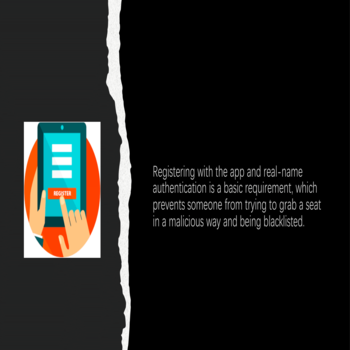 REGISTER
Registering with the app and real-name
authentication is a basic requirement, which
prevents someone from trying to grab a seat
in a malicious way and being blacklisted.